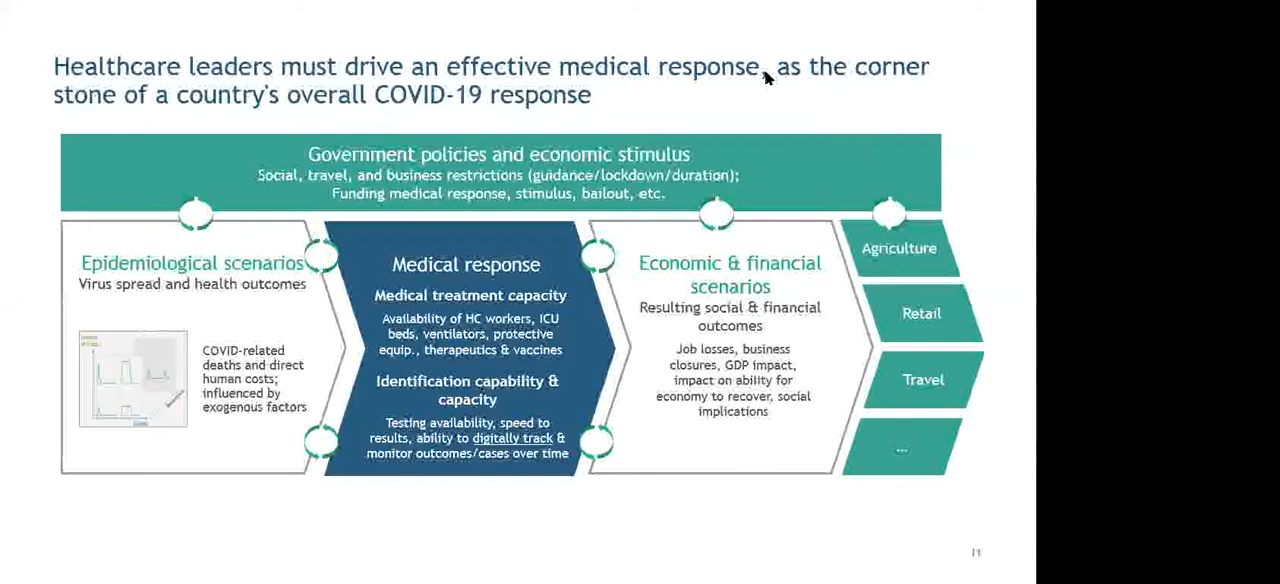 Healthcare leaders must drive an effective medical response, as the corner
stone of a country's overall COVID-19 response
Government policies and economic stimulus
Social, travel, and business restrictions (guidance/lockdown/duration);
Funding medical response, stimulus, bailout, etc.
Epidemiological scenarios
Virus spread and health outcomes
COVID-related
deaths and direct
human costs;
influenced by
exogenous factors
Medical response
Medical treatment capacity
Availability of HC workers, ICU
beds, ventilators, protective
equip., therapeutics & vaccines
Identification capability &
capacity
Testing availability, speed to
results, ability to digitally track &
monitor outcomes/cases over time
Economic & financial
scenarios
Resulting social & financial
outcomes
Job losses, business
closures, GDP impact,
impact on ability for
economy to recover, social
implications
Agriculture
Retail
Travel
...
11